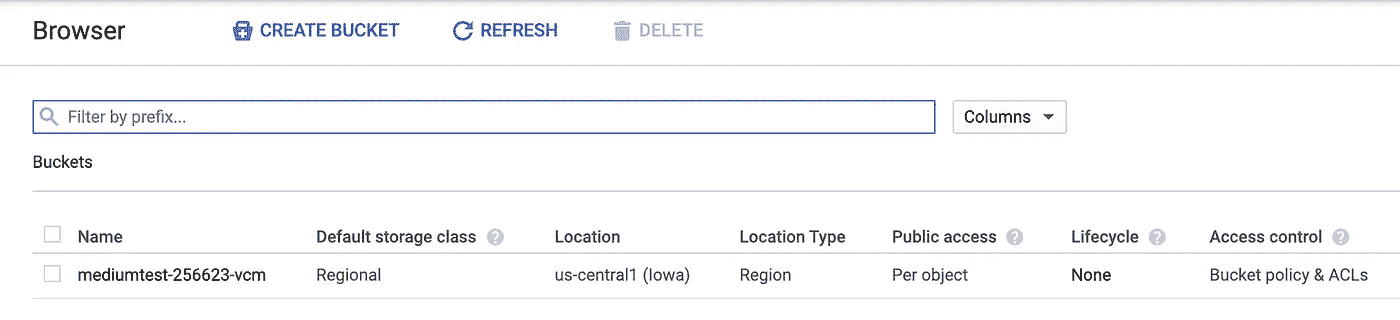 Browser CREATE BUCKET REFRESH DELETE
Filter by prefix... Columns
Buckets
Name Default storage class ? Location Location Type Public access ? Lifecycle ? Access control ?
mediumtest-256623-vcm Regional us-central1 (Iowa) Region Per object None Bucket policy & ACLs